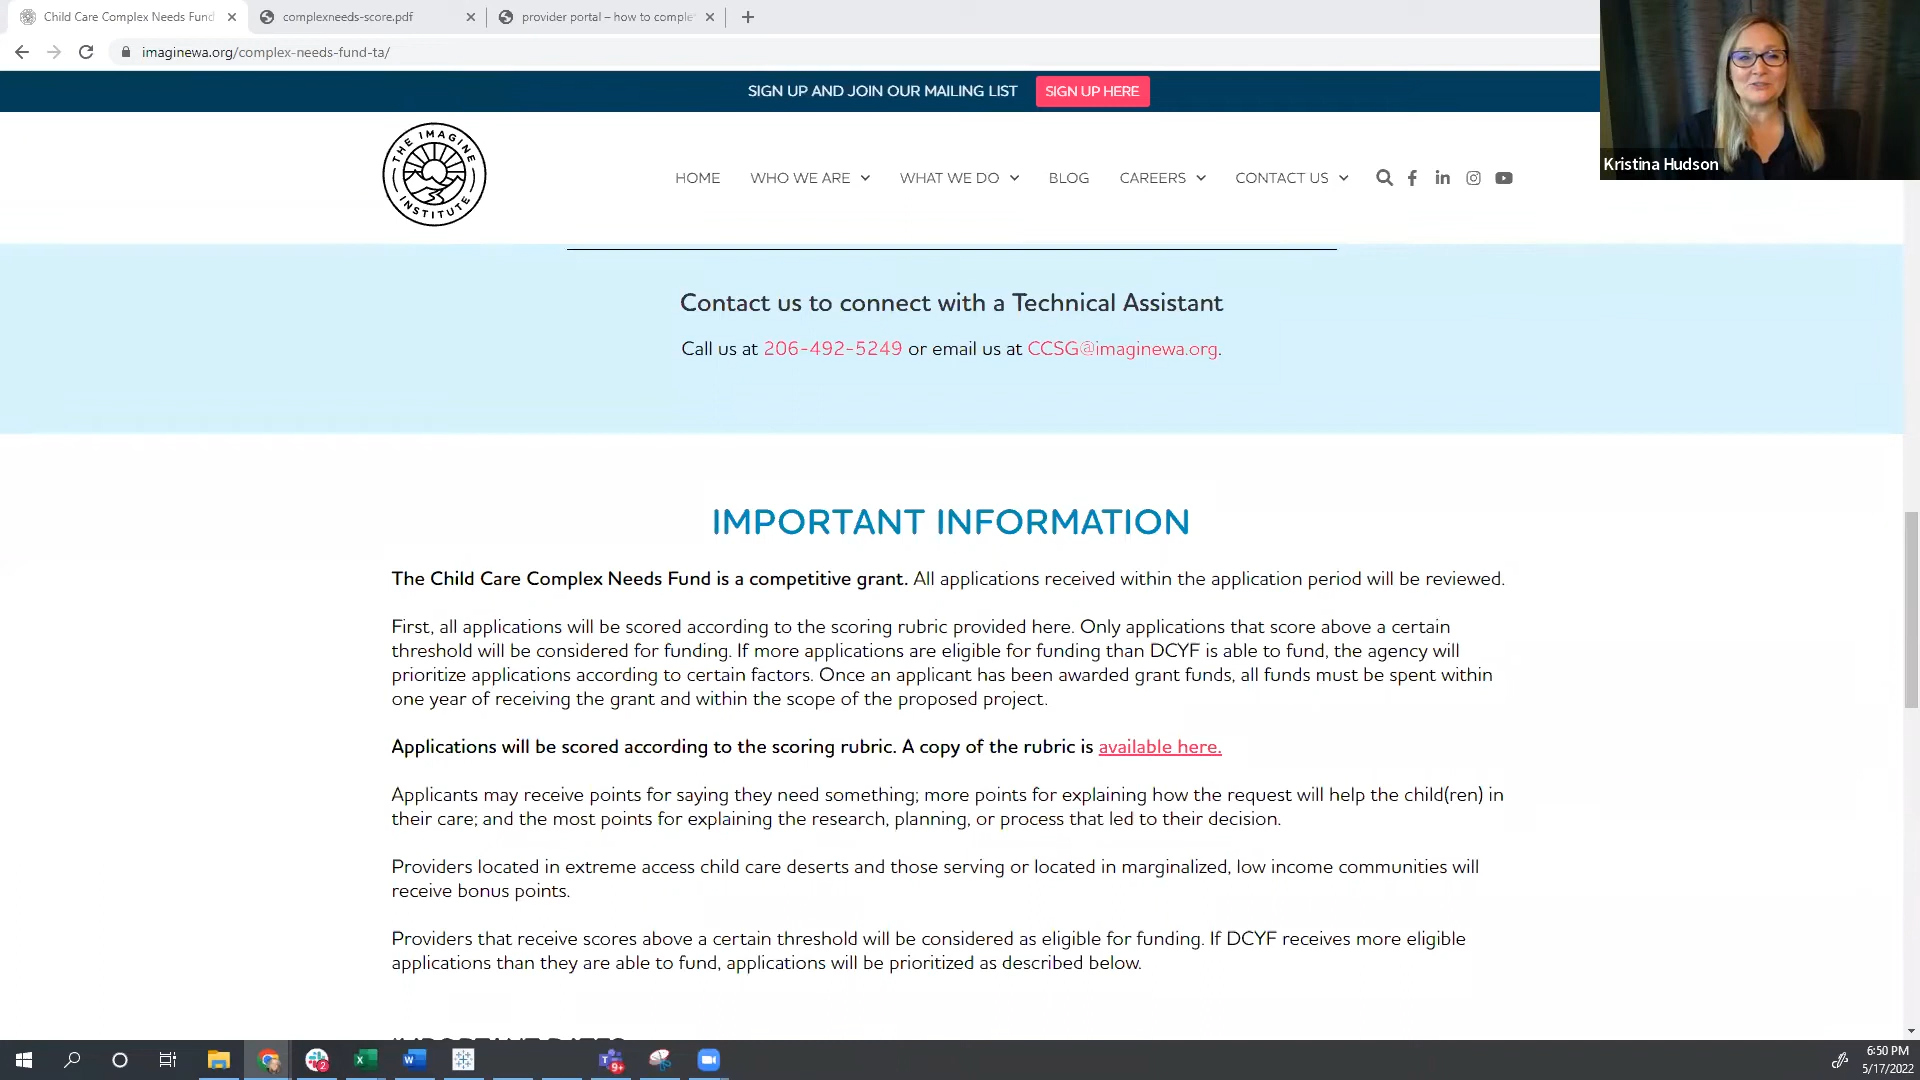 Child Care Complex Needs Fund
complexneeds-score.pdf
provider portal – how to comple
imaginewa.org/complex-needs-fund-ta/
SIGN UP AND JOIN OUR MAILING LIST
SIGN UP HERE
THE IMAGINE INSTITUTE
HOME
WHO WE ARE
WHAT WE DO
BLOG
CAREERS
CONTACT US
Kristina Hudson
Contact us to connect with a Technical Assistant
Call us at 206-492-5249 or email us at CCSG@imaginewa.org.
IMPORTANT INFORMATION
The Child Care Complex Needs Fund is a competitive grant. All applications received within the application period will be reviewed.
First, all applications will be scored according to the scoring rubric provided here. Only applications that score above a certain
threshold will be considered for funding. If more applications are eligible for funding than DCYF is able to fund, the agency will
prioritize applications according to certain factors. Once an applicant has been awarded grant funds, all funds must be spent within
one year of receiving the grant and within the scope of the proposed project.
Applications will be scored according to the scoring rubric. A copy of the rubric is available here.
Applicants may receive points for saying they need something; more points for explaining how the request will help the child(ren) in
their care; and the most points for explaining the research, planning, or process that led to their decision.
Providers located in extreme access child care deserts and those serving or located in marginalized, low income communities will
receive bonus points.
Providers that receive scores above a certain threshold will be considered as eligible for funding. If DCYF receives more eligible
applications than they are able to fund, applications will be prioritized as described below.
IMPORTANT DATES
6:50 PM
5/17/2022